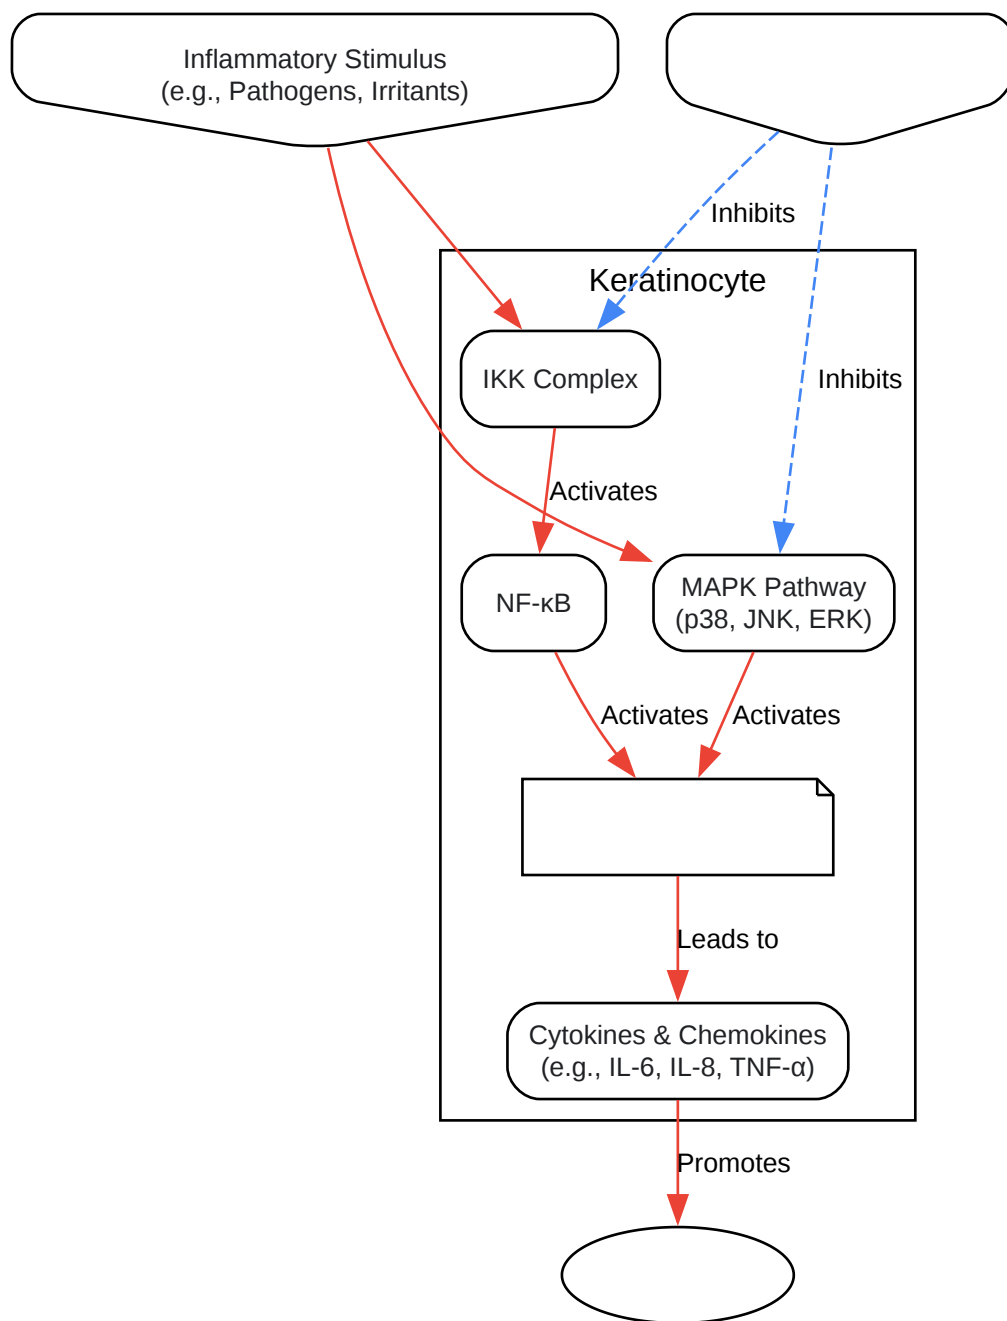 Inflammatory Stimulus
(e.g., Pathogens, Irritants)
Inhibits
Keratinocyte
IKK Complex
Inhibits
Activates
NF-κB
MAPK Pathway
(p38, JNK, ERK)
Activates
Activates
Leads to
Cytokines & Chemokines
(e.g., IL-6, IL-8, TNF-α)
Promotes